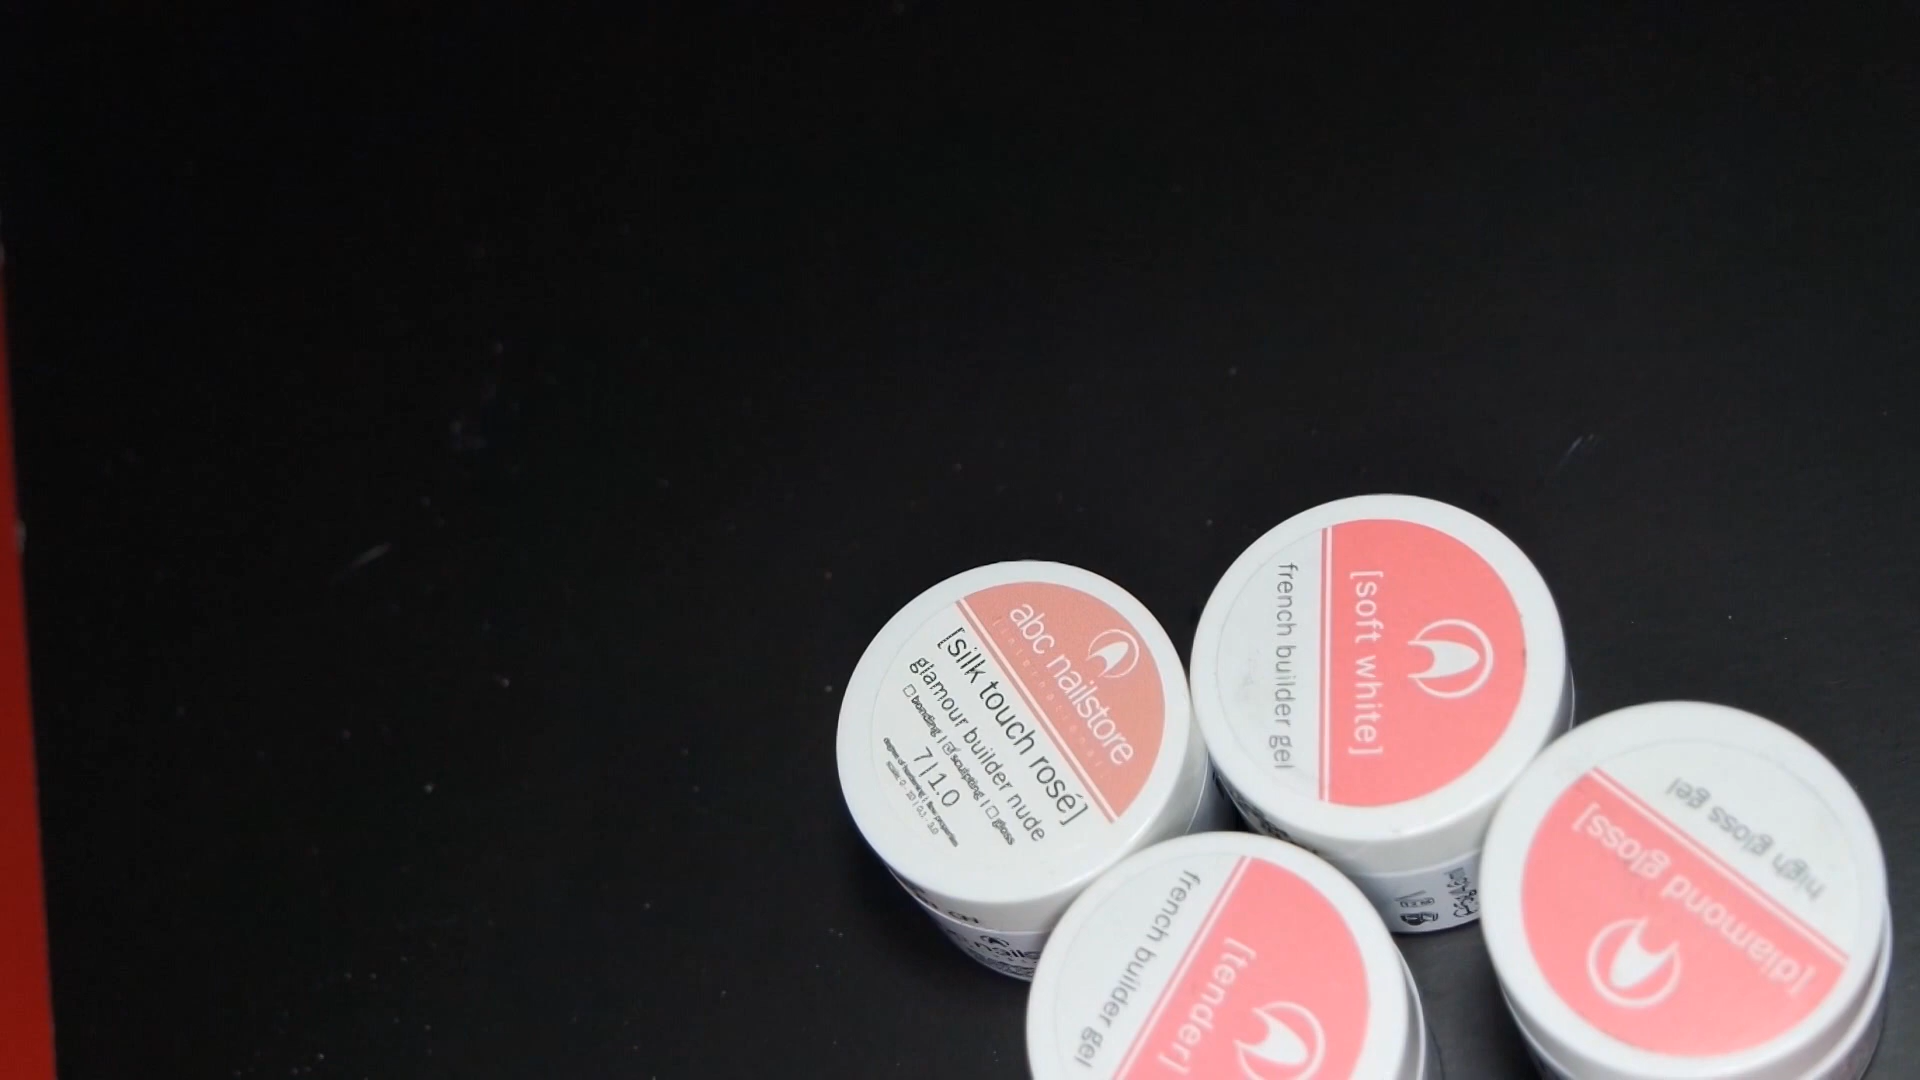 abc nailstore
[international]
[silk touch rosé]
glamour builder nude
bonding | sculpting | gloss
7 | 1.0
[soft white]
french builder gel
[diamond gloss]
high gloss gel
[tender]
french builder gel